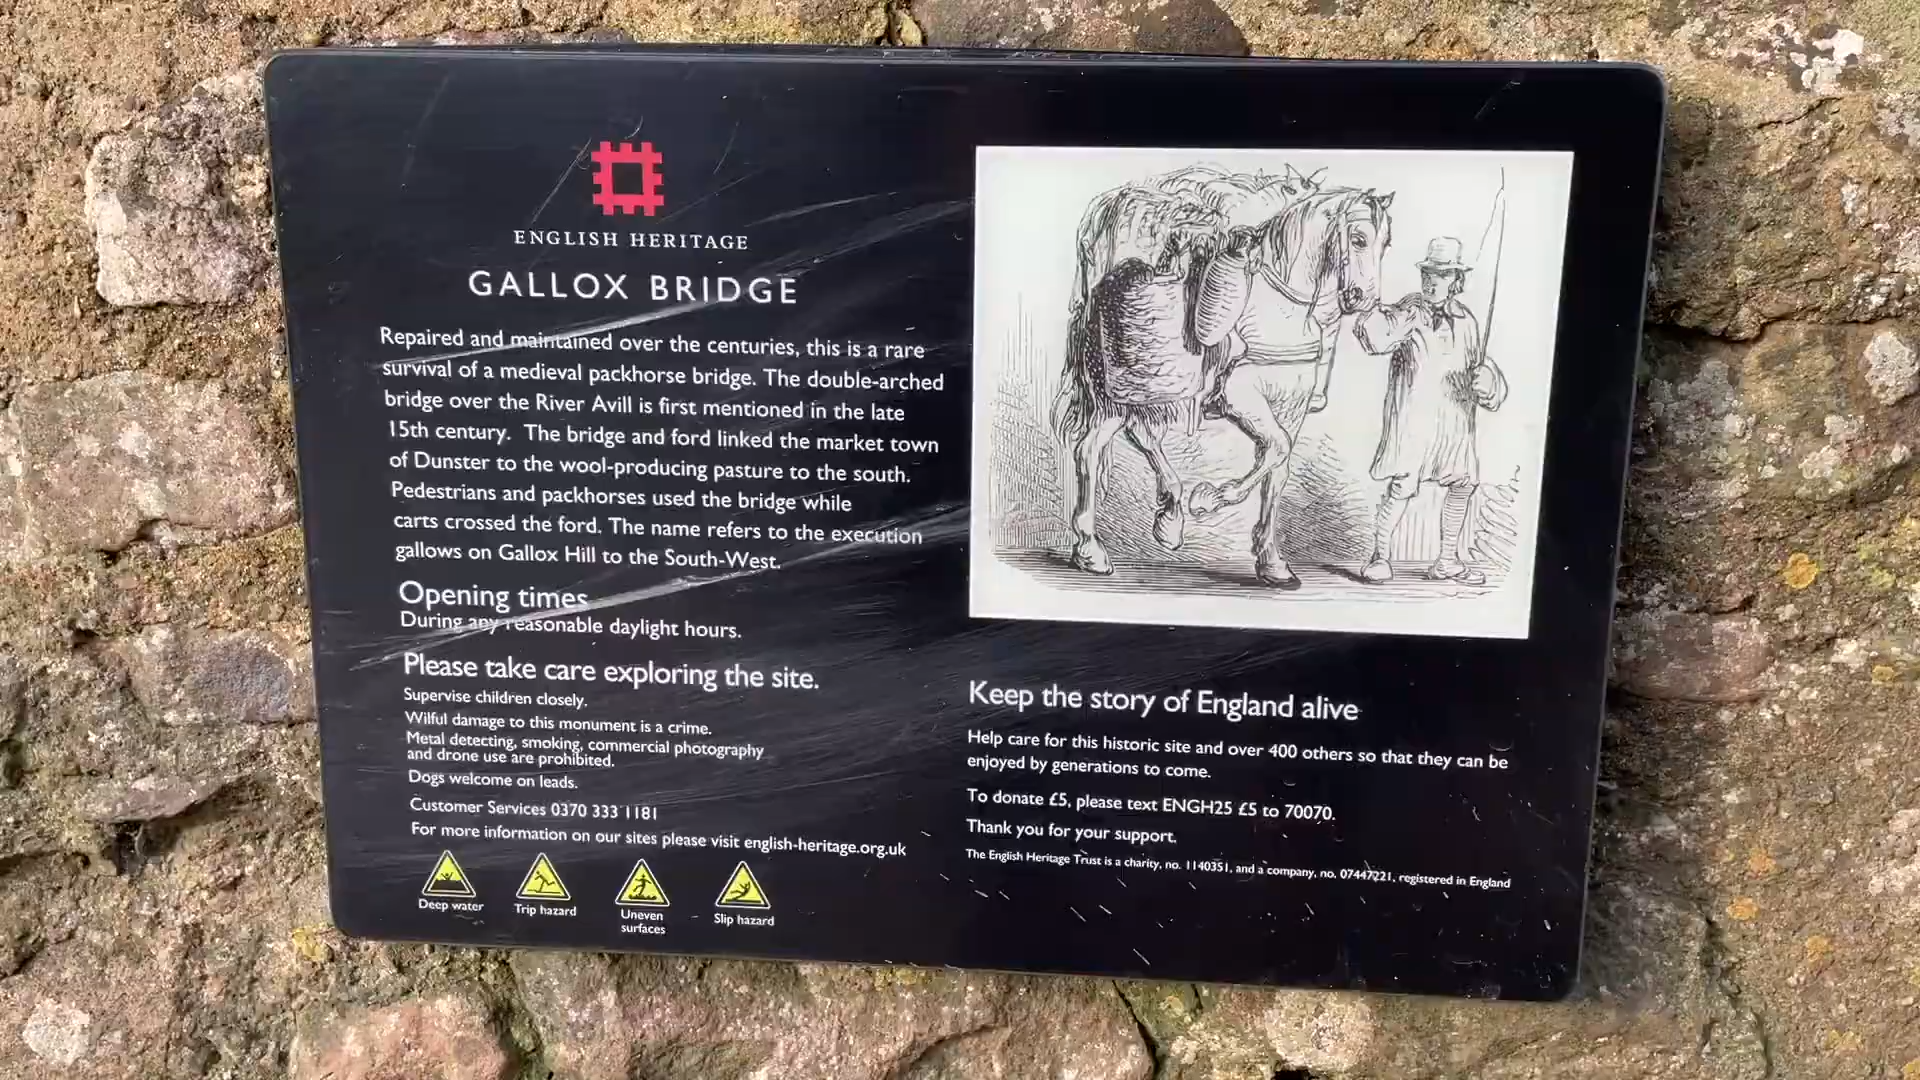 ENGLISH HERITAGE
GALLOX BRIDGE
Repaired and maintained over the centuries, this is a rare
survival of a medieval packhorse bridge. The double-arched
bridge over the River Avill is first mentioned in the late
15th century. The bridge and ford linked the market town
of Dunster to the wool-producing pasture to the south.
Pedestrians and packhorses used the bridge while
carts crossed the ford. The name refers to the execution
gallows on Gallox Hill to the South-West.
Opening times
During any reasonable daylight hours.
Please take care exploring the site.
Supervise children closely.
Wilful damage to this monument is a crime.
Metal detecting, smoking, commercial photography
and drone use are prohibited.
Dogs welcome on leads.
Customer Services 0370 333 1181
For more information on our sites please visit english-heritage.org.uk
Deep water
Trip hazard
Uneven
surfaces
Slip hazard
Keep the story of England alive
Help care for this historic site and over 400 others so that they can be
enjoyed by generations to come.
To donate £5, please text ENGH25 £5 to 70070.
Thank you for your support.
The English Heritage Trust is a charity, no. 1140351, and a company, no. 07447221, registered in England